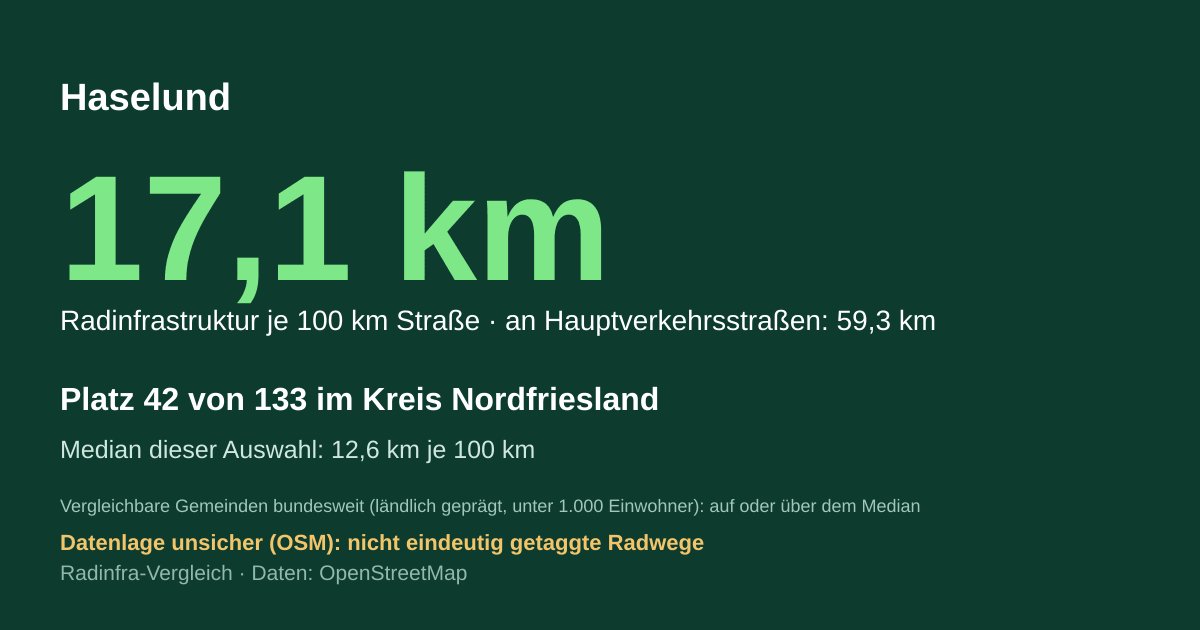 Haselund
17,1 km
Radinfrastruktur je 100 km Straße · an Hauptverkehrsstraßen: 59,3 km
Platz 42 von 133 im Kreis Nordfriesland
Median dieser Auswahl: 12,6 km je 100 km
Vergleichbare Gemeinden bundesweit (ländlich geprägt, unter 1.000 Einwohner): auf oder über dem Median
Datenlage unsicher (OSM): nicht eindeutig getaggte Radwege
Radinfra-Vergleich · Daten: OpenStreetMap